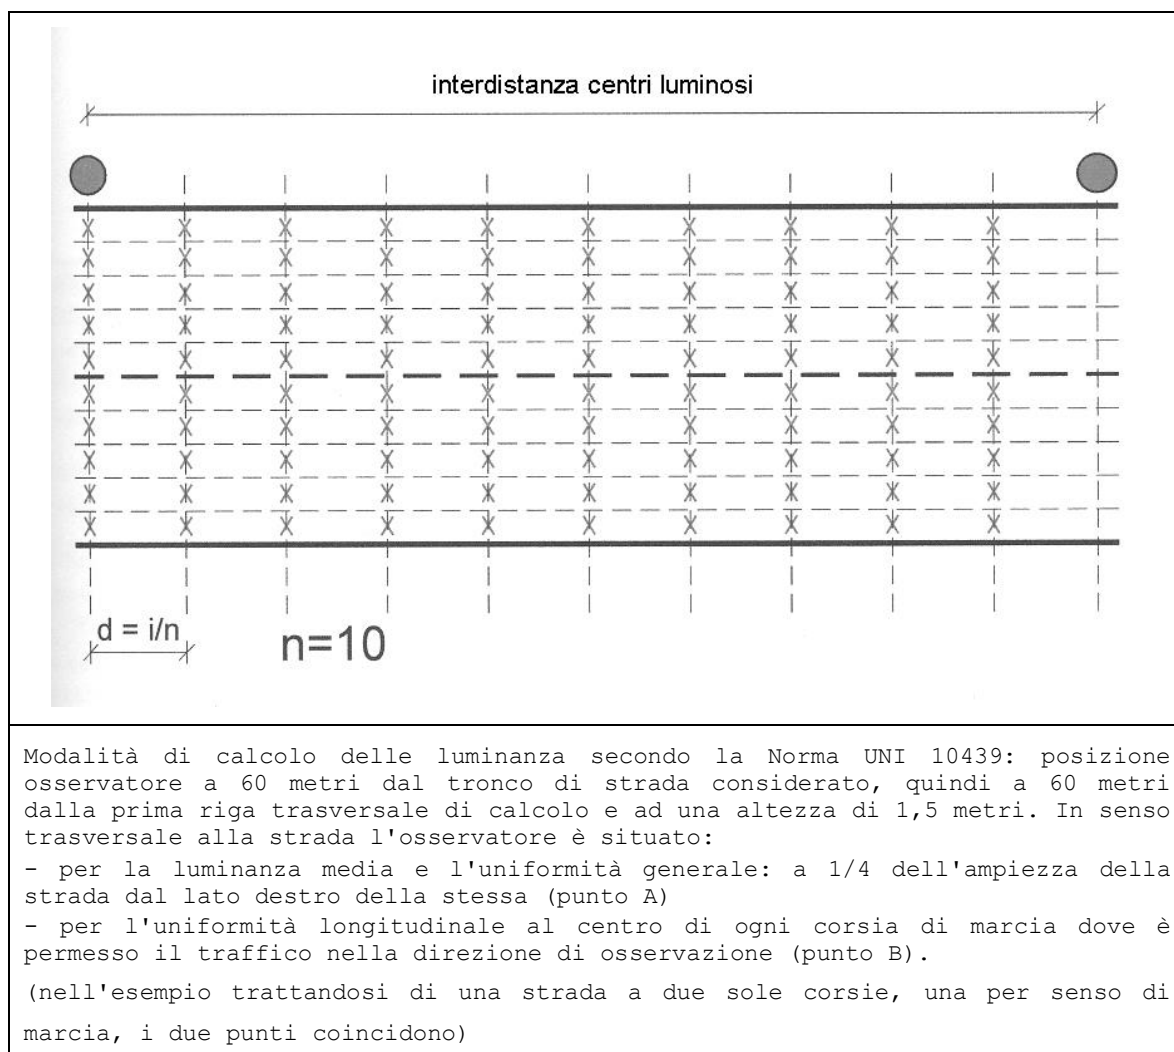 interdistanza centri luminosi
d = i/n
n=10
Modalità di calcolo delle luminanza secondo la Norma UNI 10439: posizione
osservatore a 60 metri dal tronco di strada considerato, quindi a 60 metri
dalla prima riga trasversale di calcolo e ad una altezza di 1,5 metri. In senso
trasversale alla strada l'osservatore è situato:
- per la luminanza media e l'uniformità generale: a 1/4 dell'ampiezza della
strada dal lato destro della stessa (punto A)
- per l'uniformità longitudinale al centro di ogni corsia di marcia dove è
permesso il traffico nella direzione di osservazione (punto B).
(nell'esempio trattandosi di una strada a due sole corsie, una per senso di
marcia, i due punti coincidono)